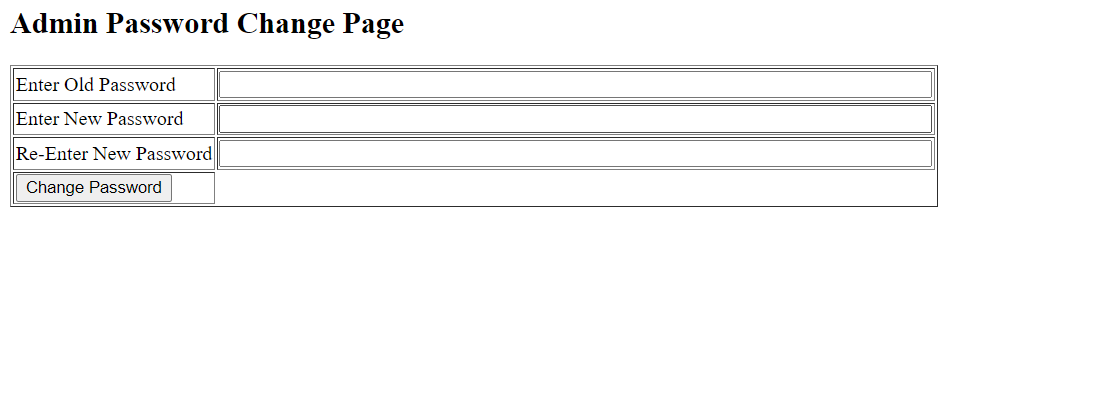 Admin Password Change Page
Enter Old Password
Enter New Password
Re-Enter New Password
Change Password